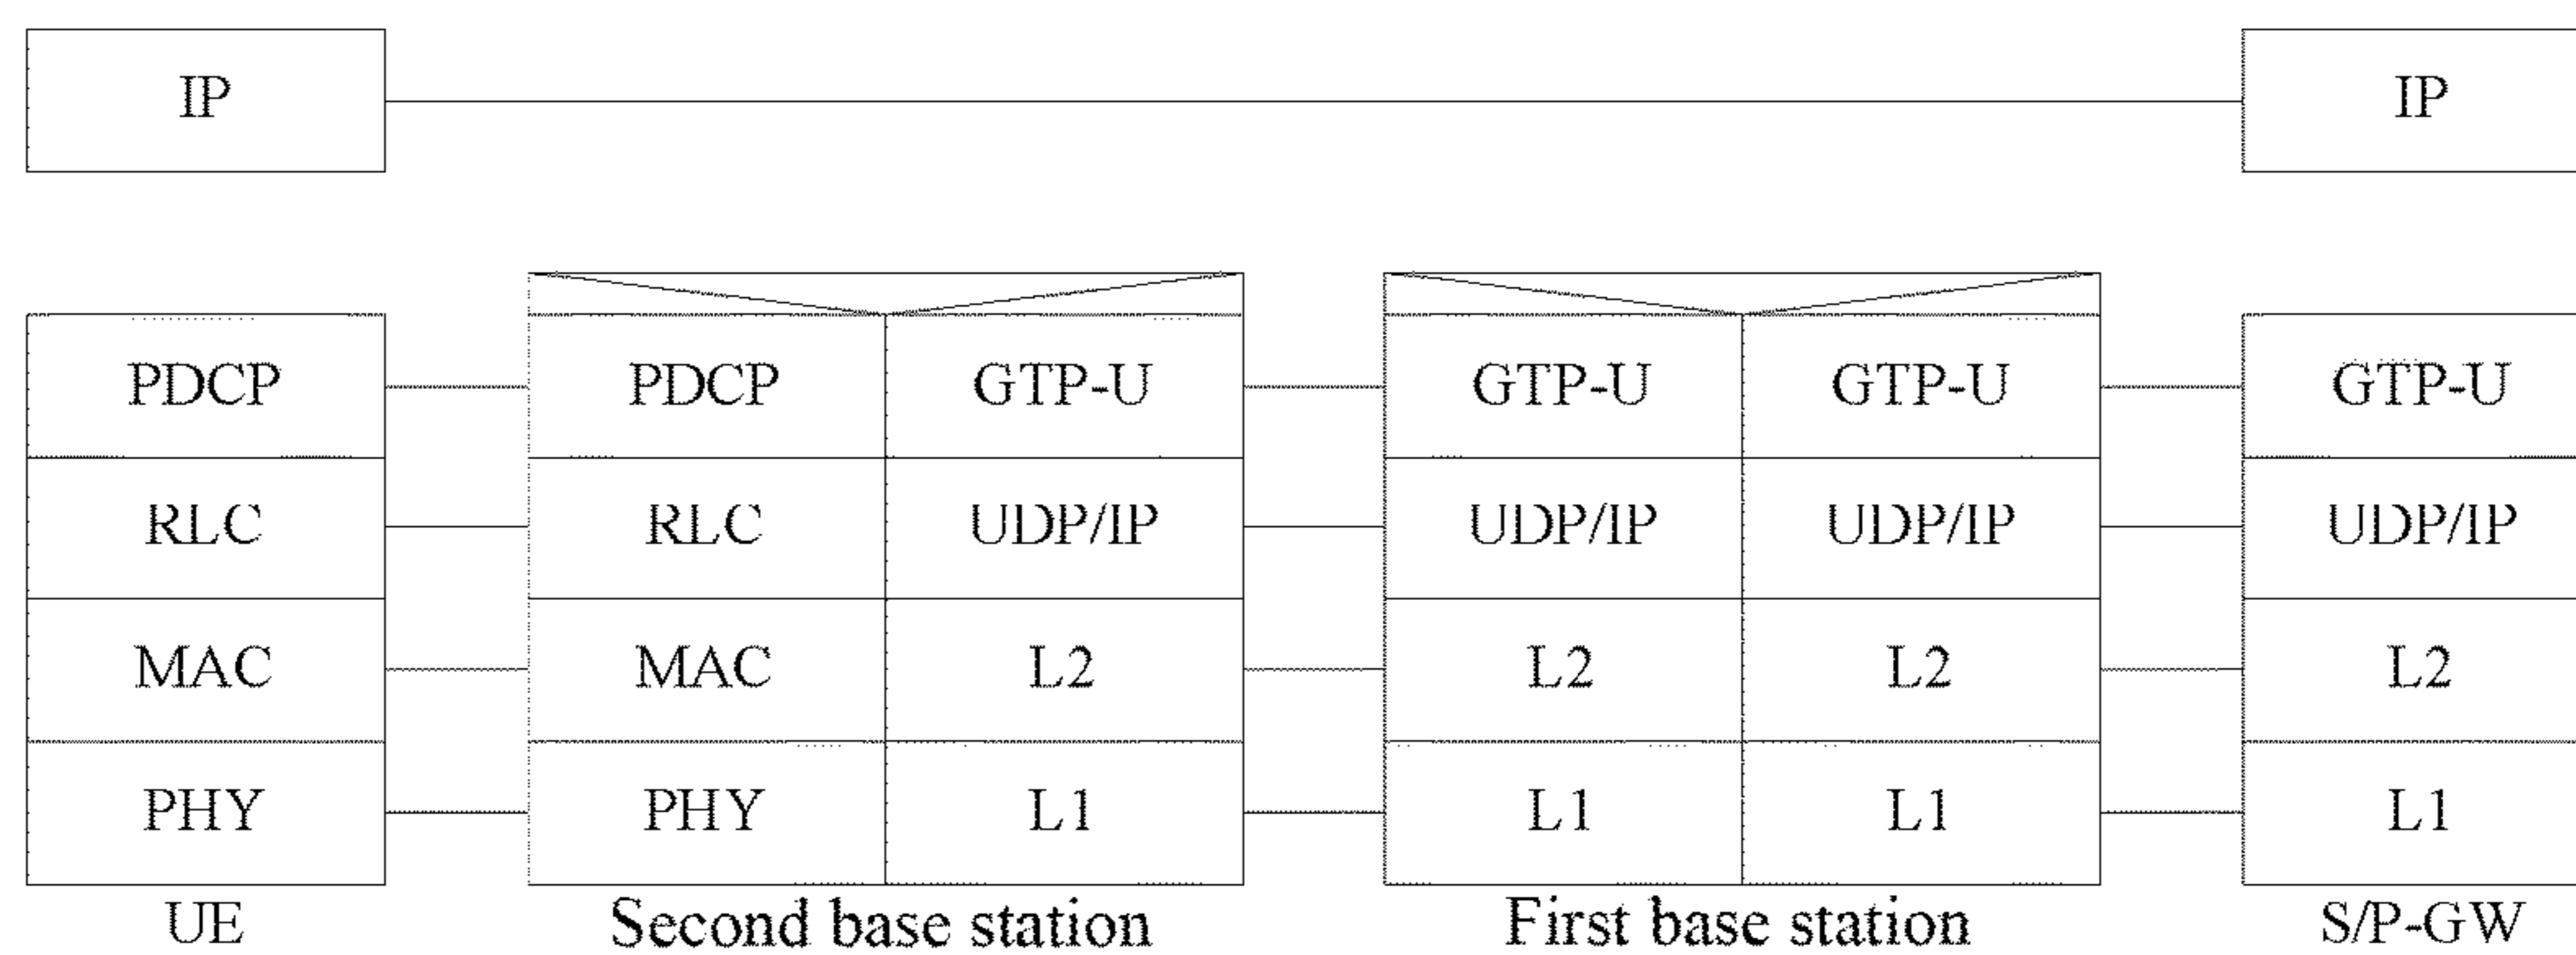 IP IP
PDCP PDCP GTP-U GTP-U GTP-U GTP-U
RLC RLC UDP/IP UDP/IP UDP/IP UDP/IP
MAC MAC L2 L2 L2 L2
PHY PHY L1 L1 L1 L1
UE Second base station First base station S/P-GW